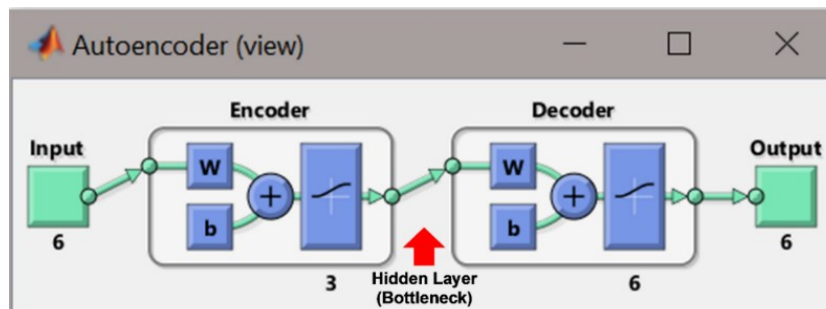 Autoencoder (view)
Encoder
Decoder
Input
Output
W
b
+
W
b
+
6
3
6
6
Hidden Layer
(Bottleneck)